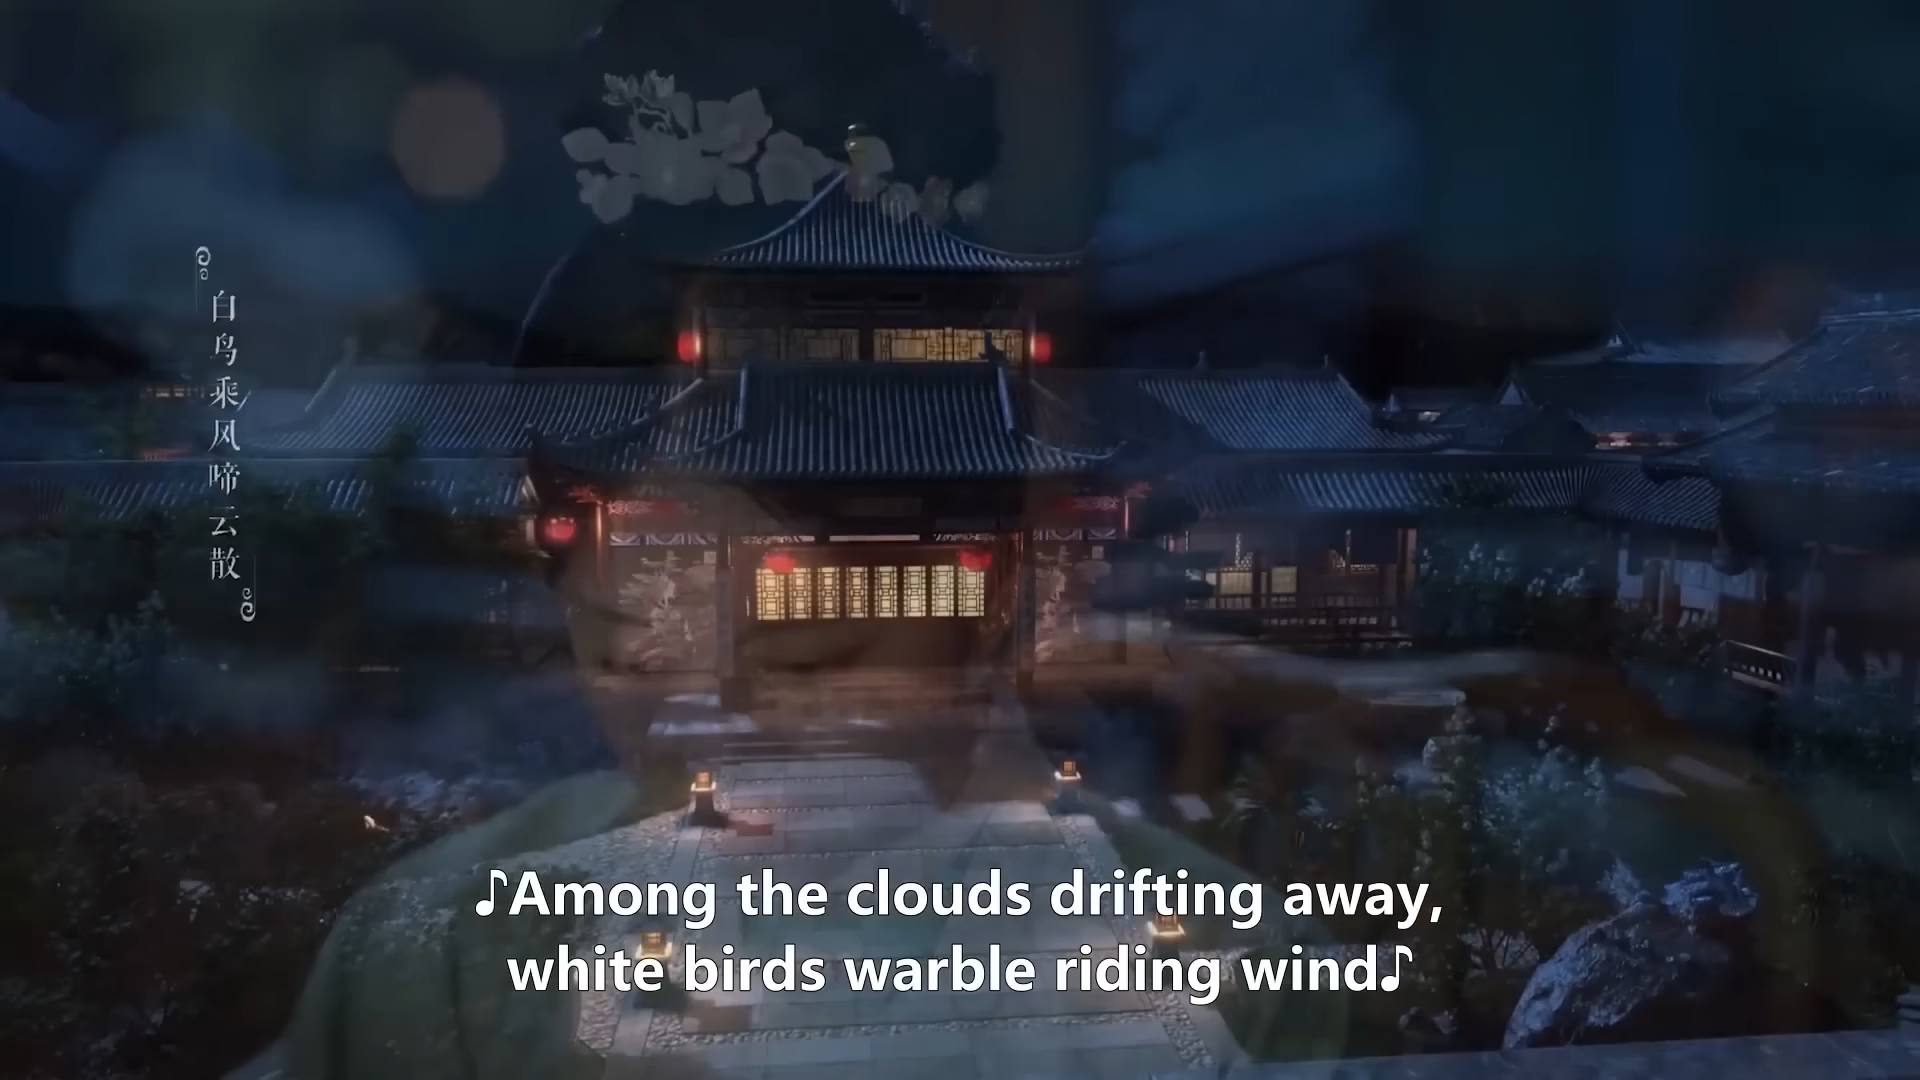 白鸟乘风啼云散
♪Among the clouds drifting away,
white birds warble riding wind♪